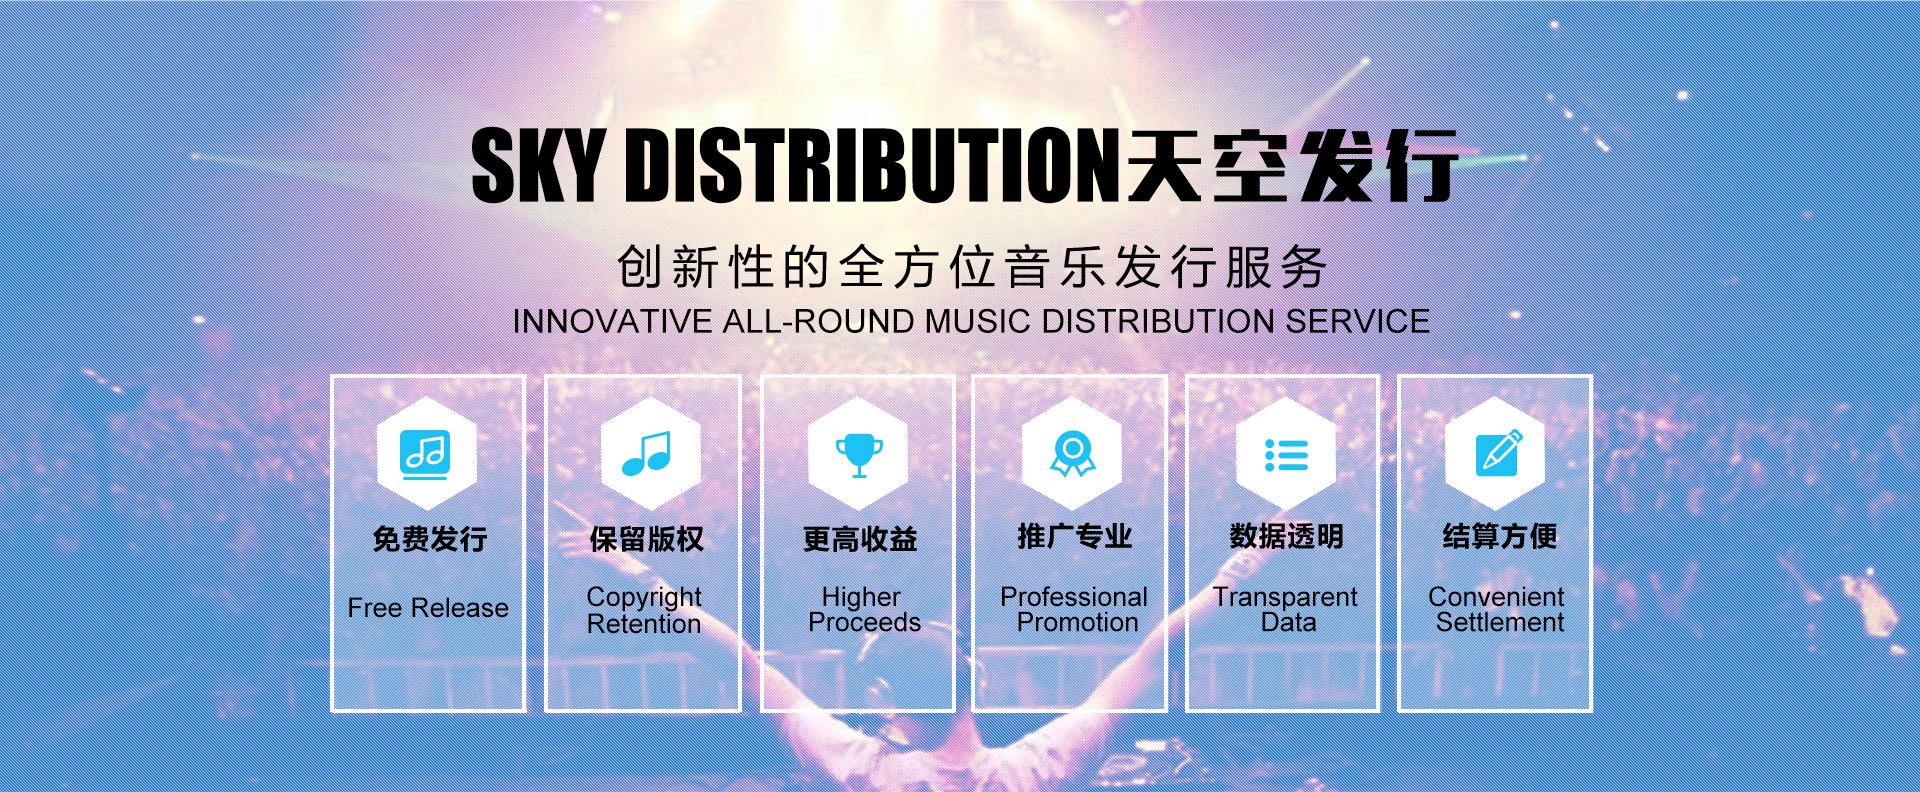 SKY DISTRIBUTION天空发行
创新性的全方位音乐发行服务
INNOVATIVE ALL-ROUND MUSIC DISTRIBUTION SERVICE
免费发行
Free Release
保留版权
Copyright
Retention
更高收益
Higher
Proceeds
推广专业
Professional
Promotion
数据透明
Transparent
Data
结算方便
Convenient
Settlement